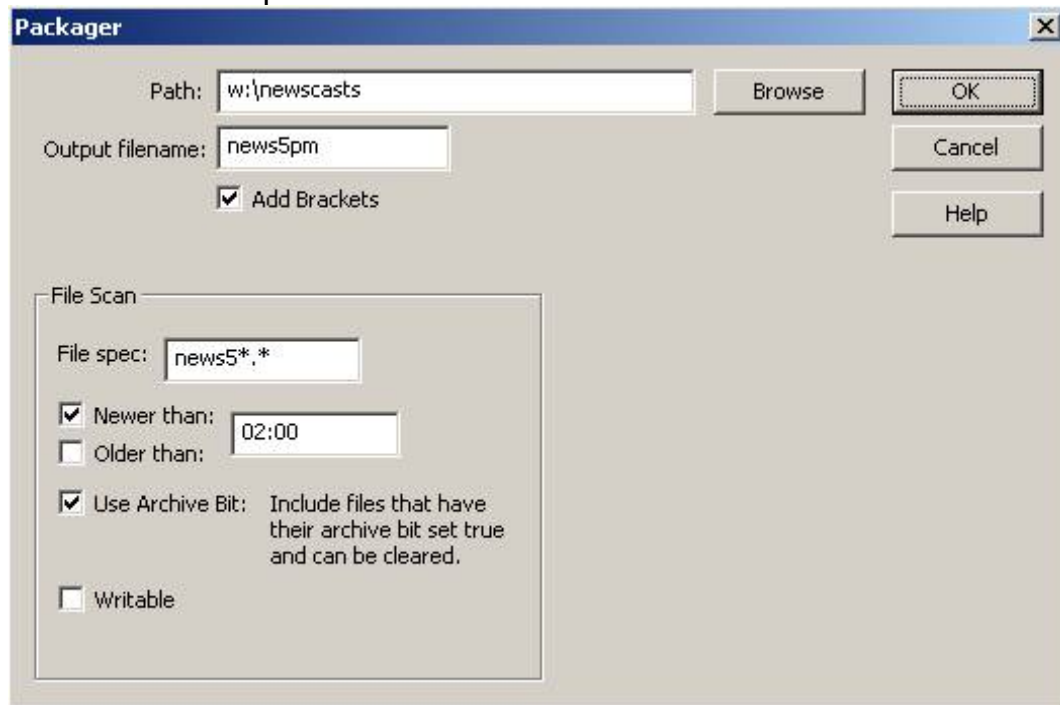 Packager
Path: w:\newscasts Browse OK
Output filename: news5pm Cancel
Add Brackets
Help
File Scan
File spec: news5*.*
Newer than: 02:00
Older than:
Use Archive Bit: Include files that have
their archive bit set true
and can be cleared.
Writable